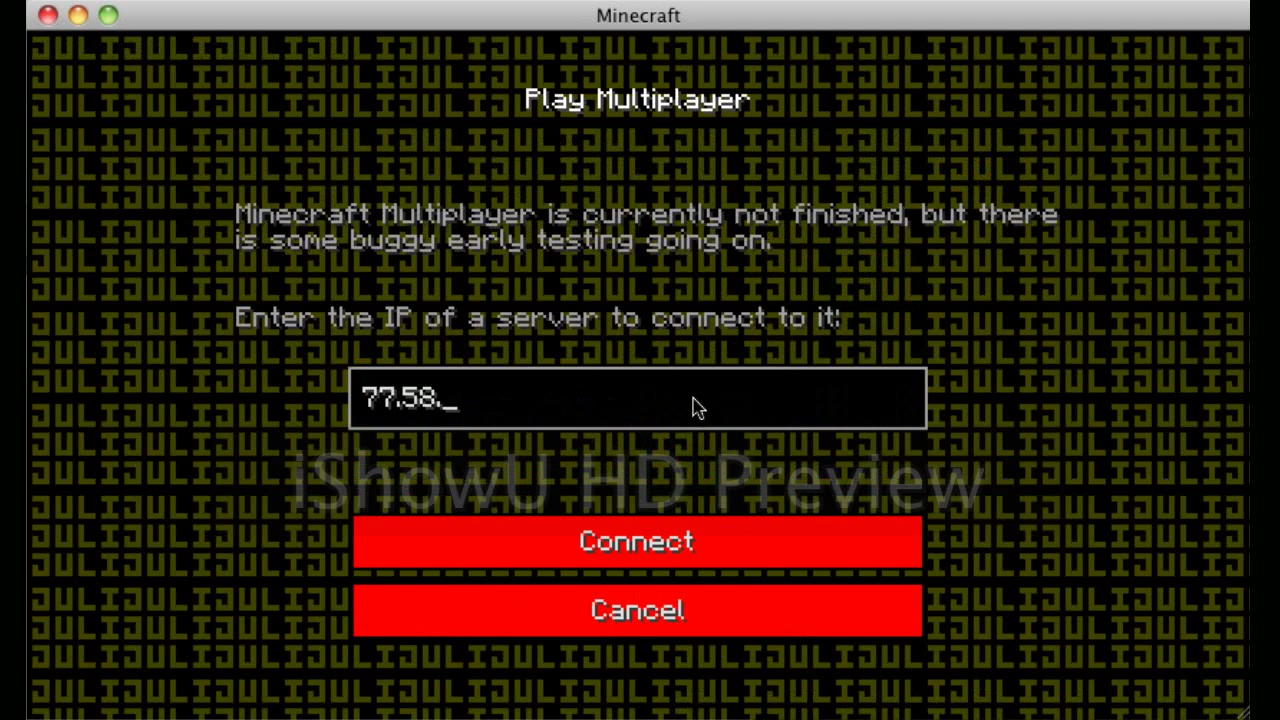 Minecraft
Play Multiplayer
Minecraft Multiplayer is currently not finished, but there
is some buggy early testing going on.
Enter the IP of a server to connect to it:
77.58._
iShowU HD Preview
Connect
Cancel